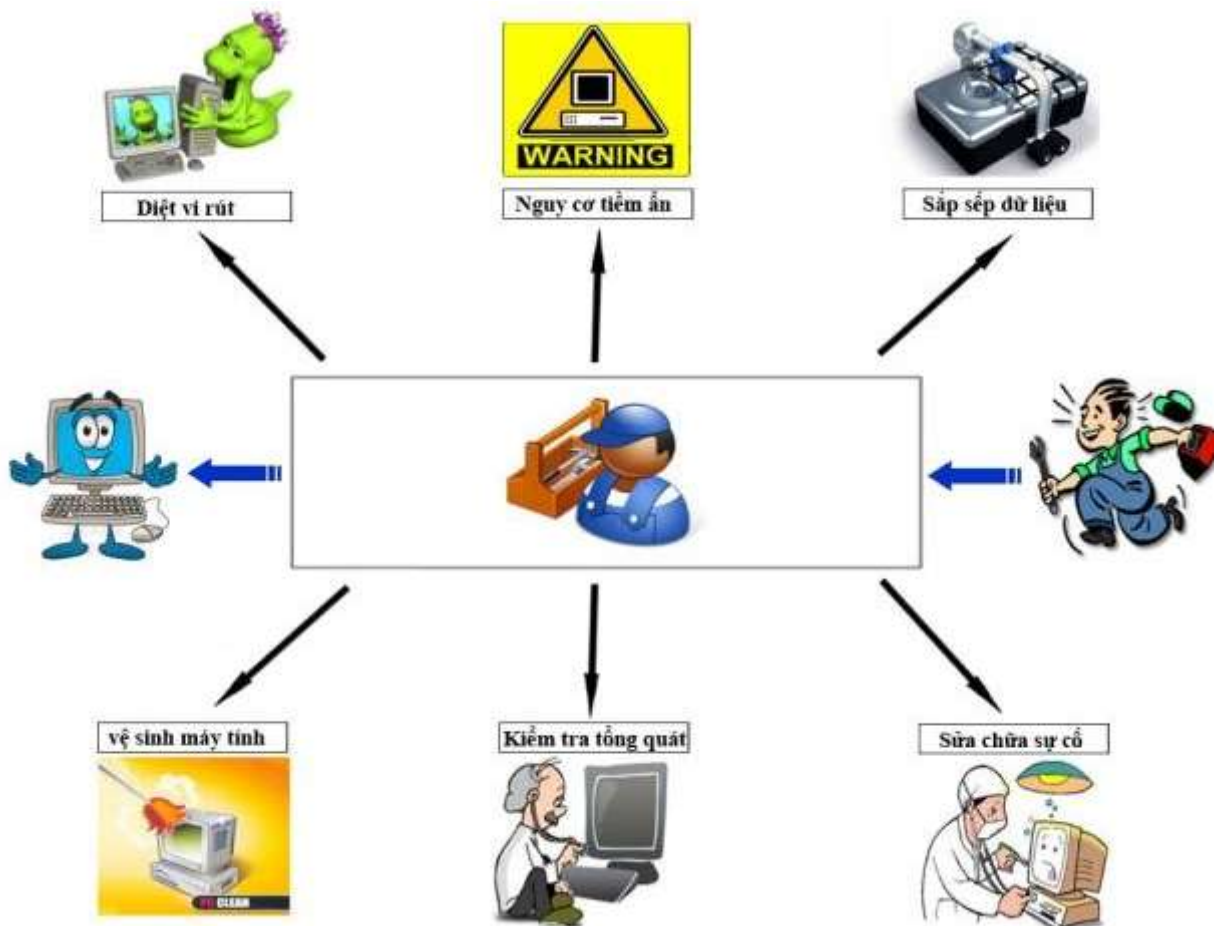 WARNING
Diệt vi rút
Nguy cơ tiềm ẩn
Sắp sếp dữ liệu
vệ sinh máy tính
Kiểm tra tổng quát
Sửa chữa sự cố
CLEAN